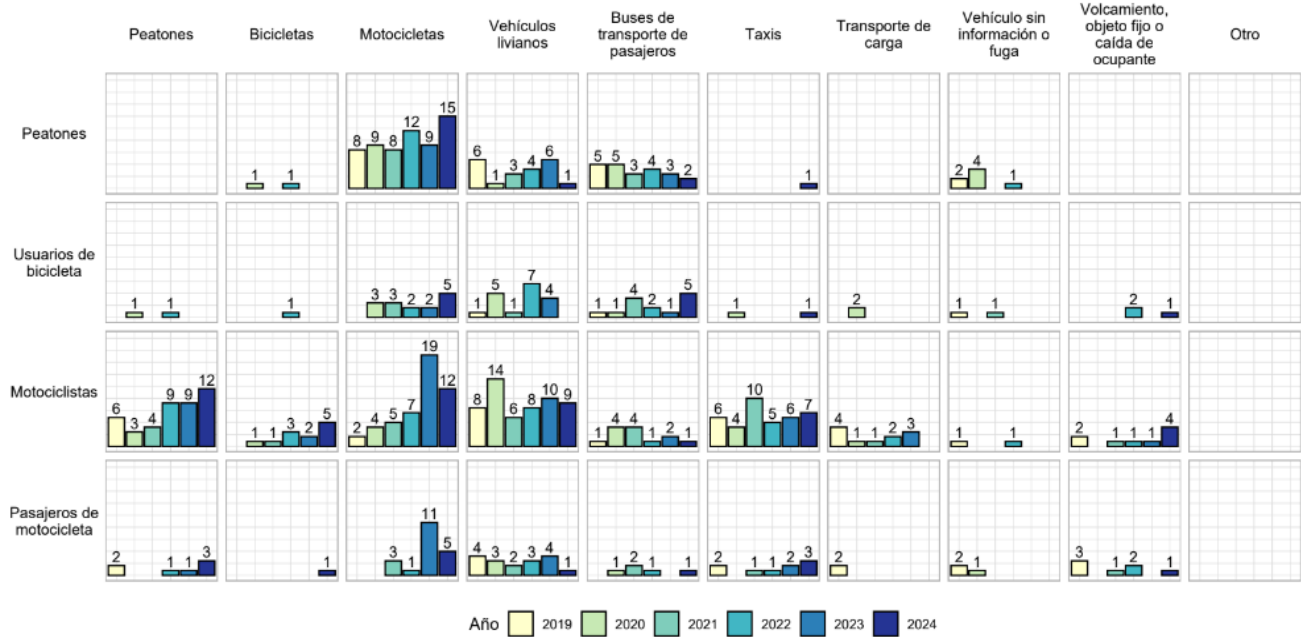 Peatones
Bicicletas
Motocicletas
Vehículos
livianos
Buses de
transporte de
pasajeros
Taxis
Transporte de
carga
Vehículo sin
información o
fuga
Volcamiento,
objeto fijo o
caída de
ocupante
Otro
Peatones
1 1
8 9 8 12 9 15
6 1 3 4 6 1
5 5 3 4 3 2
1
2 4 1
Usuarios de
bicicleta
1 1
1
3 3 2 2 5
1 5 1 7 4
1 1 4 2 1 5
1 1
2
1 1
2 1
Motociclistas
6 3 4 9 9 12
1 1 3 2 5
2 4 5 7 19 12
8 14 6 8 10 9
1 4 4 1 2 1
6 4 10 5 6 7
4 1 1 2 3
1 1
2 1 1 1 4
Pasajeros de
motocicleta
2 1 1 3
1
3 1 11 5
4 3 2 3 4 1
1 2 1 1
2 1 1 2 3
2
2 1
3 1 2 1
Año 2019 2020 2021 2022 2023 2024